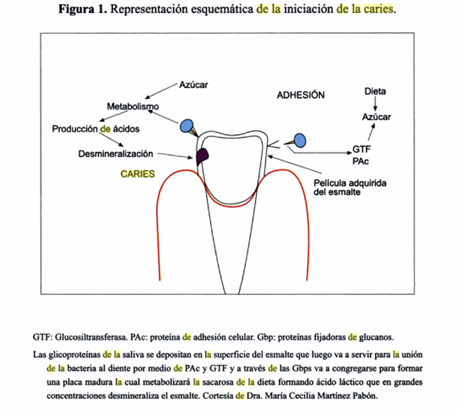 Figura 1. Representación esquemática de la iniciación de la caries.
Azúcar
Metabolismo
Producción de ácidos
Desmineralización
CARIES
ADHESIÓN
Dieta
Azúcar
GTF
PAc
Película adquirida
del esmalte
GTF: Glucosiltransferasa. PAc: proteína de adhesión celular. Gbp: proteínas fijadoras de glucanos.
Las glicoproteínas de la saliva se depositan en la superficie del esmalte que luego va a servir para la unión
de la bacteria al diente por medio de PAc y GTF y a través de las Gbps va a congregarse para formar
una placa madura la cual metabolizará la sacarosa de la dieta formando ácido láctico que en grandes
concentraciones desmineraliza el esmalte. Cortesía de Dra. María Cecilia Martínez Pabón.